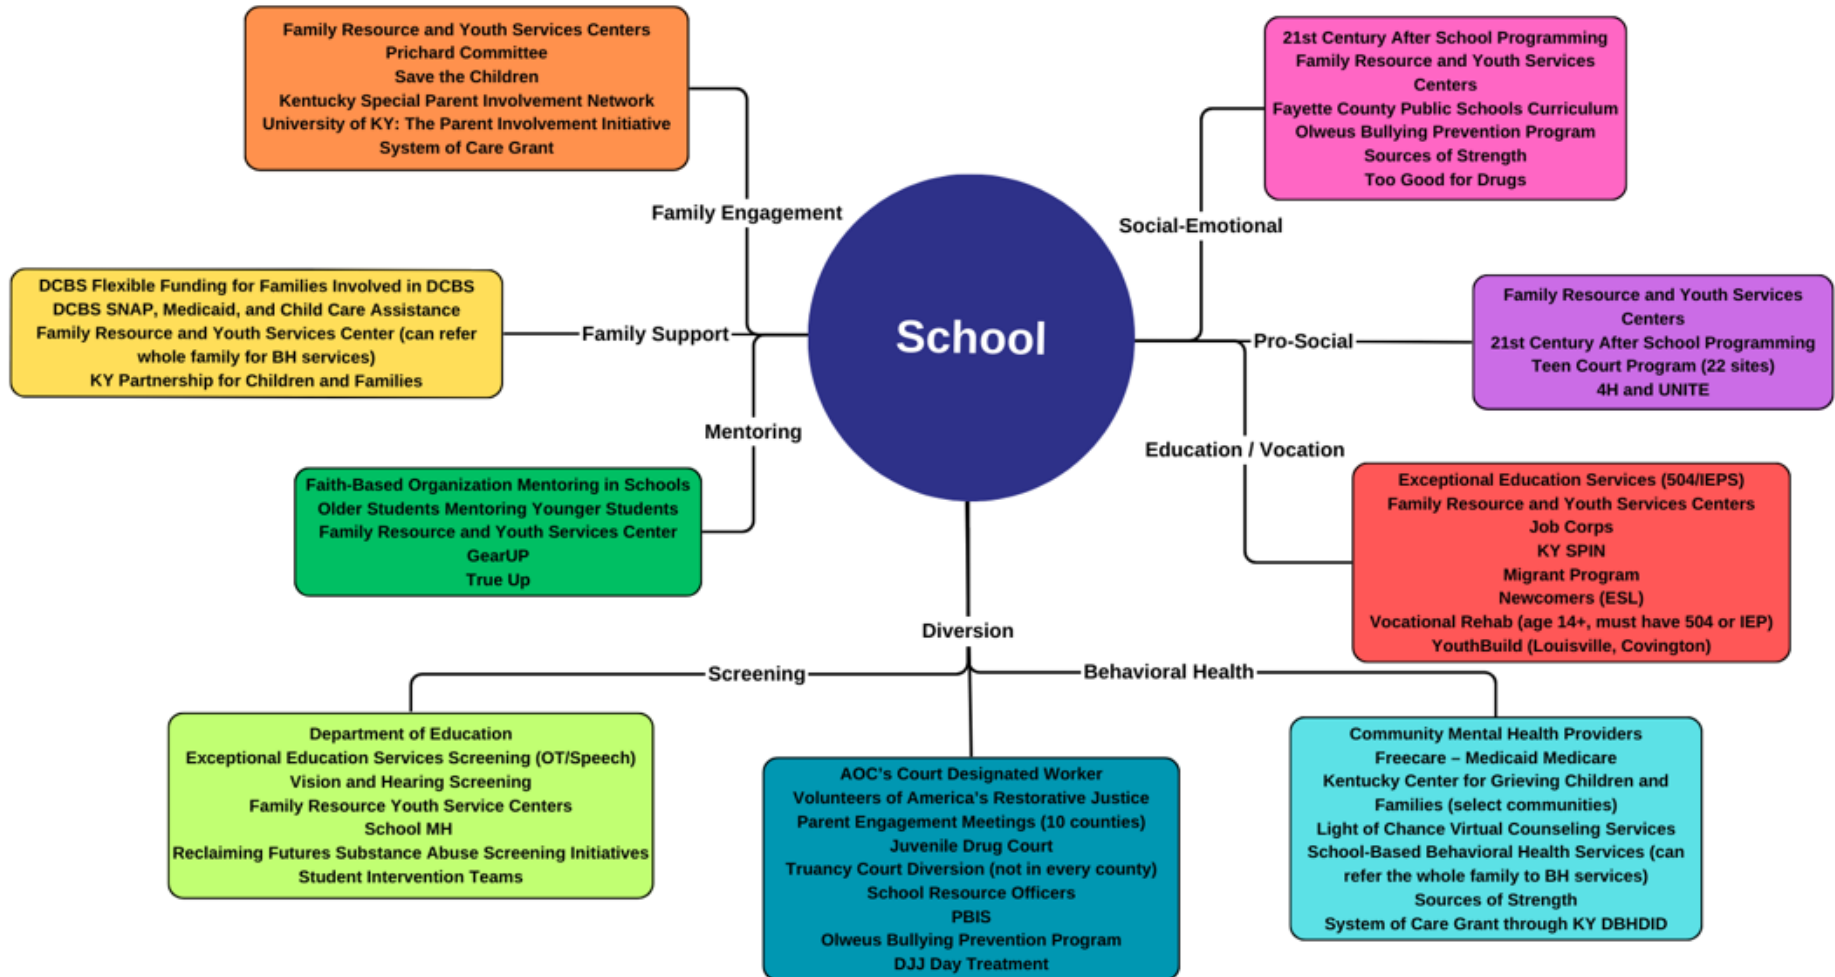 Family Resource and Youth Services Centers
Prichard Committee
Save the Children
Kentucky Special Parent Involvement Network
University of KY: The Parent Involvement Initiative
System of Care Grant
21st Century After School Programming
Family Resource and Youth Services
Centers
Fayette County Public Schools Curriculum
Olweus Bullying Prevention Program
Sources of Strength
Too Good for Drugs
Family Engagement
Social-Emotional
DCBS Flexible Funding for Families Involved in DCBS
DCBS SNAP, Medicaid, and Child Care Assistance
Family Resource and Youth Services Center (can refer
whole family for BH services)
KY Partnership for Children and Families
Family Support
School
Pro-Social
Family Resource and Youth Services
Centers
21st Century After School Programming
Teen Court Program (22 sites)
4H and UNITE
Mentoring
Education / Vocation
Faith-Based Organization Mentoring in Schools
Older Students Mentoring Younger Students
Family Resource and Youth Services Center
GearUP
True Up
Exceptional Education Services (504/IEPS)
Family Resource and Youth Services Centers
Job Corps
KY SPIN
Migrant Program
Newcomers (ESL)
Vocational Rehab (age 14+, must have 504 or IEP)
YouthBuild (Louisville, Covington)
Diversion
Screening
Behavioral Health
Department of Education
Exceptional Education Services Screening (OT/Speech)
Vision and Hearing Screening
Family Resource Youth Service Centers
School MH
Reclaiming Futures Substance Abuse Screening Initiatives
Student Intervention Teams
AOC's Court Designated Worker
Volunteers of America's Restorative Justice
Parent Engagement Meetings (10 counties)
Juvenile Drug Court
Truancy Court Diversion (not in every county)
School Resource Officers
PBIS
Olweus Bullying Prevention Program
DJJ Day Treatment
Community Mental Health Providers
Freecare – Medicaid Medicare
Kentucky Center for Grieving Children and
Families (select communities)
Light of Chance Virtual Counseling Services
School-Based Behavioral Health Services (can
refer the whole family to BH services)
Sources of Strength
System of Care Grant through KY DBHDID